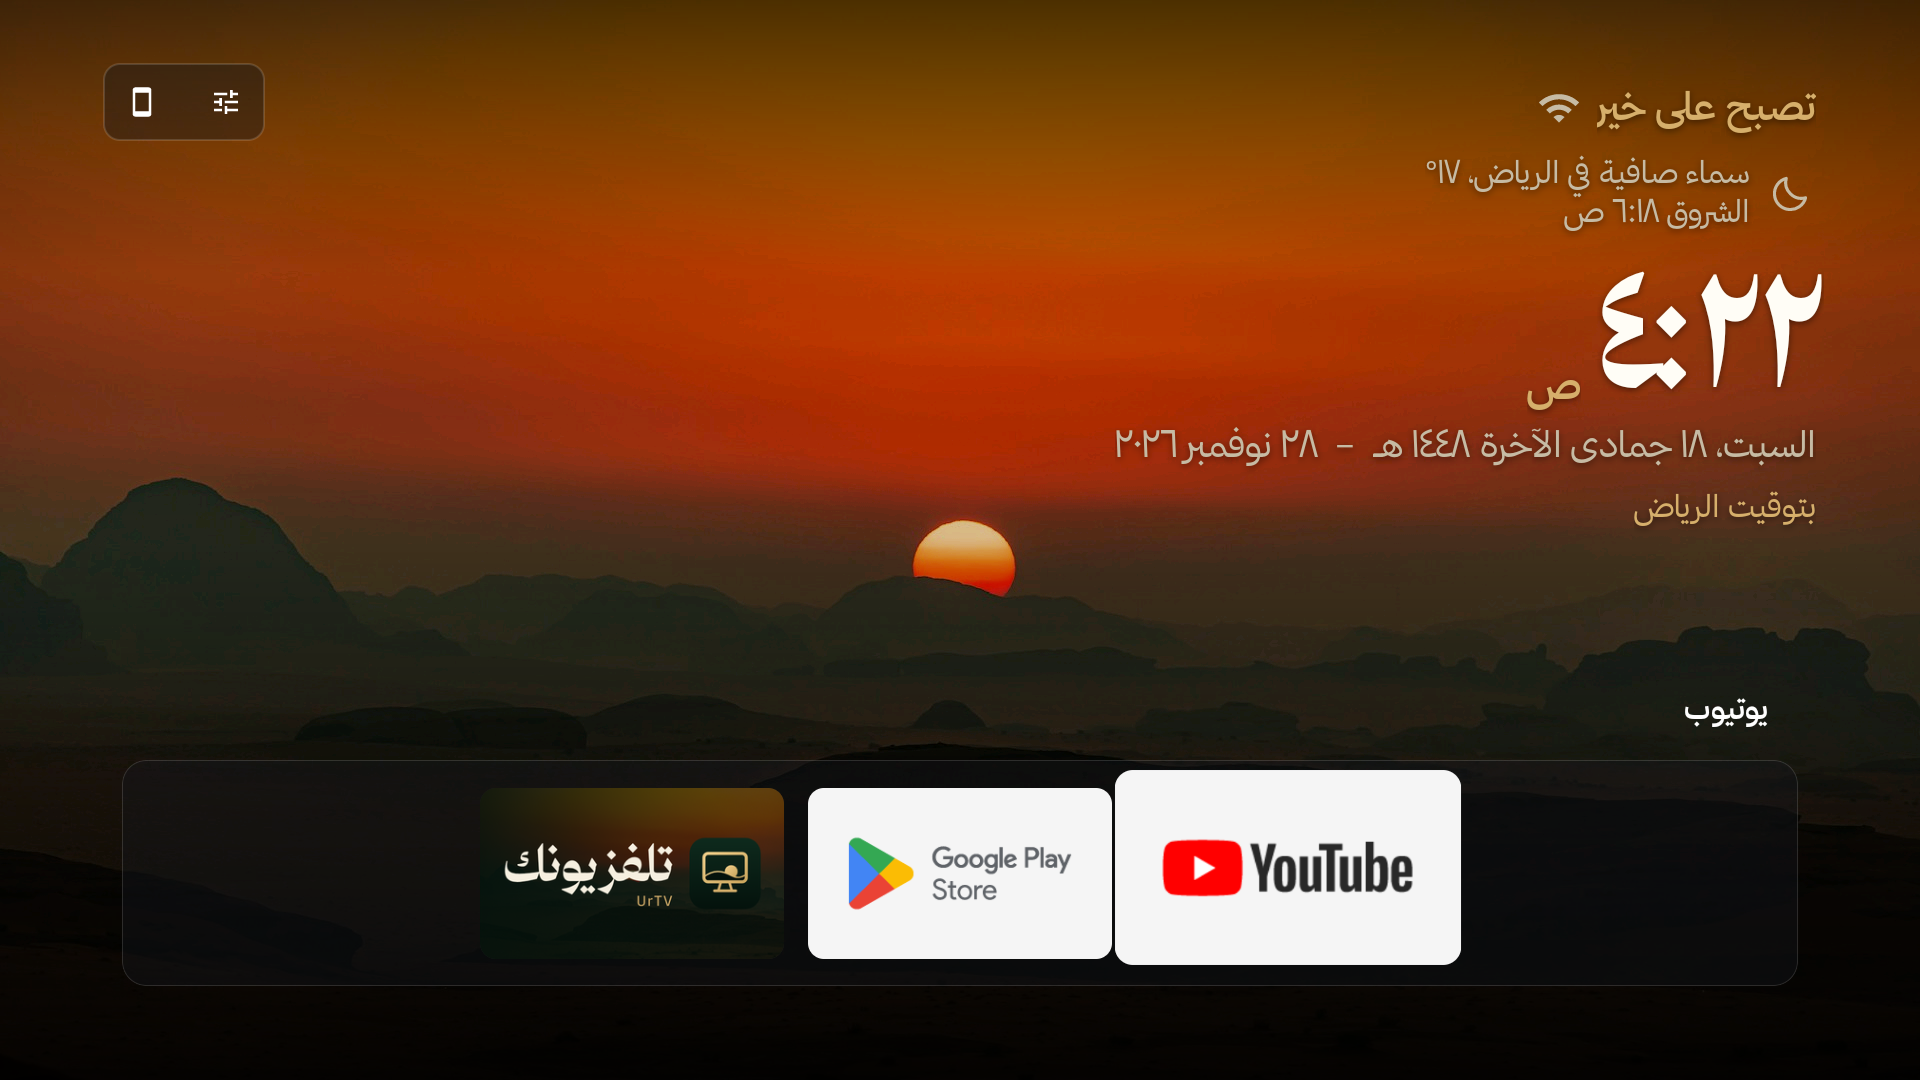 تصبح على خير
سماء صافية في الرياض، ١٧°
الشروق ٦:١٨ ص
٤:٢٢ ص
السبت، ١٨ جمادى الآخرة ١٤٤٨ هـ – ٢٨ نوفمبر ٢٠٢٦
بتوقيت الرياض
يوتيوب
YouTube
Google Play
Store
تلفزيونك
UrTV